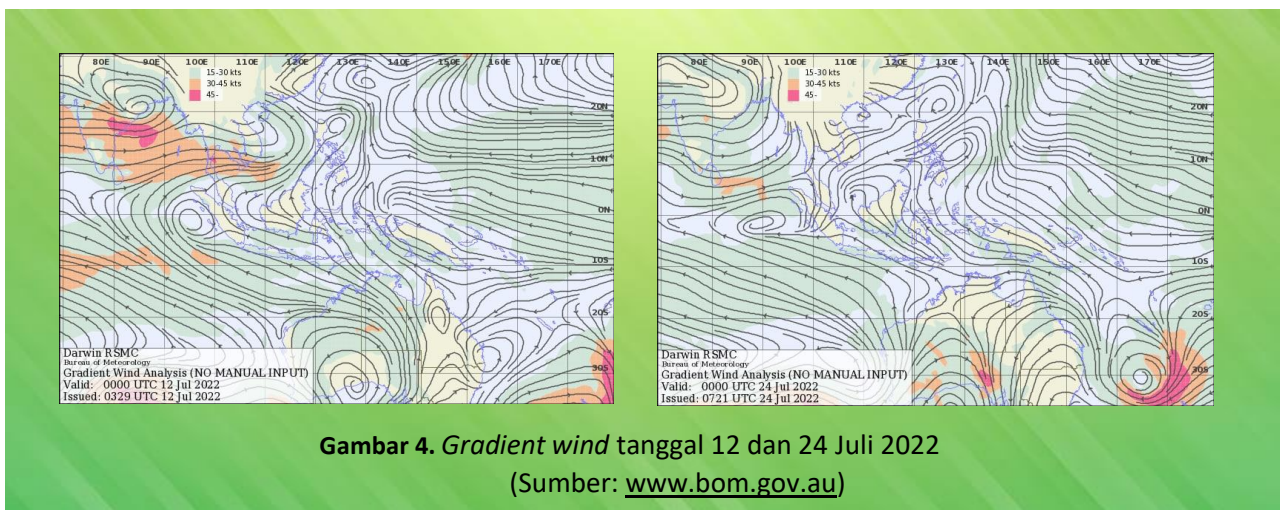 80E 90E 100E 110E 120E 130E 140E 150E 160E 170E
15-30 kts
30-45 kts
45-
20N
10N
0N
10S
20S
30S
Darwin RSMC
Bureau of Meteorology
Gradient Wind Analysis (NO MANUAL INPUT)
Valid: 0000 UTC 12 Jul 2022
Issued: 0329 UTC 12 Jul 2022
80E 90E 100E 110E 120E 130E 140E 150E 160E 170E
15-30 kts
30-45 kts
45-
20N
10N
0N
10S
20S
30S
Darwin RSMC
Bureau of Meteorology
Gradient Wind Analysis (NO MANUAL INPUT)
Valid: 0000 UTC 24 Jul 2022
Issued: 0721 UTC 24 Jul 2022
Gambar 4. Gradient wind tanggal 12 dan 24 Juli 2022
(Sumber: www.bom.gov.au)